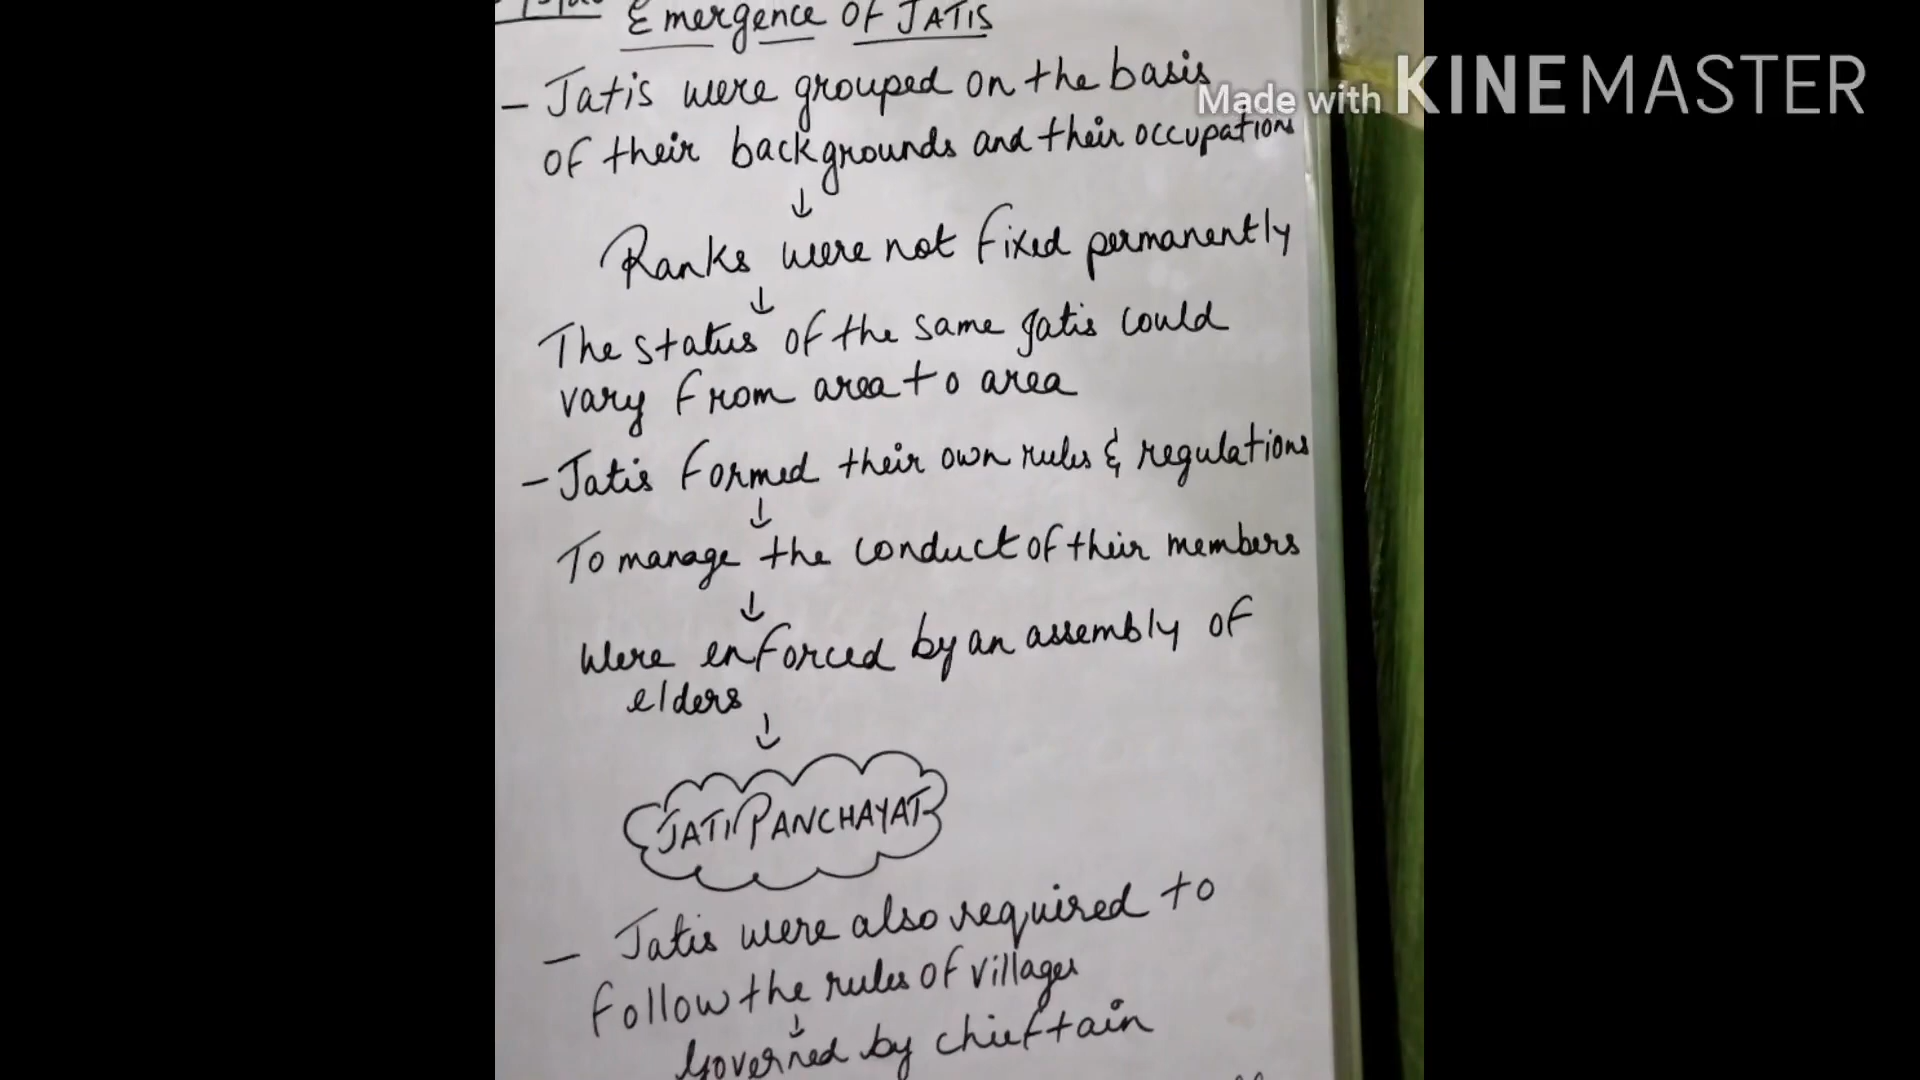 Emergence OF JATIS
- Jatis were grouped on the basis
Made with KINEMASTER
of their backgrounds and their occupations
↓
Ranks were not fixed permanently
↓
The status of the same Jatis could
vary from area to area
- Jatis formed their own rules & regulations
↓
To manage the conduct of their members
↓
Were enforced by an assembly of
elders
↓
JATI PANCHAYAT
- Jatis were also required to
follow the rules of villages
↓
Governed by chieftain